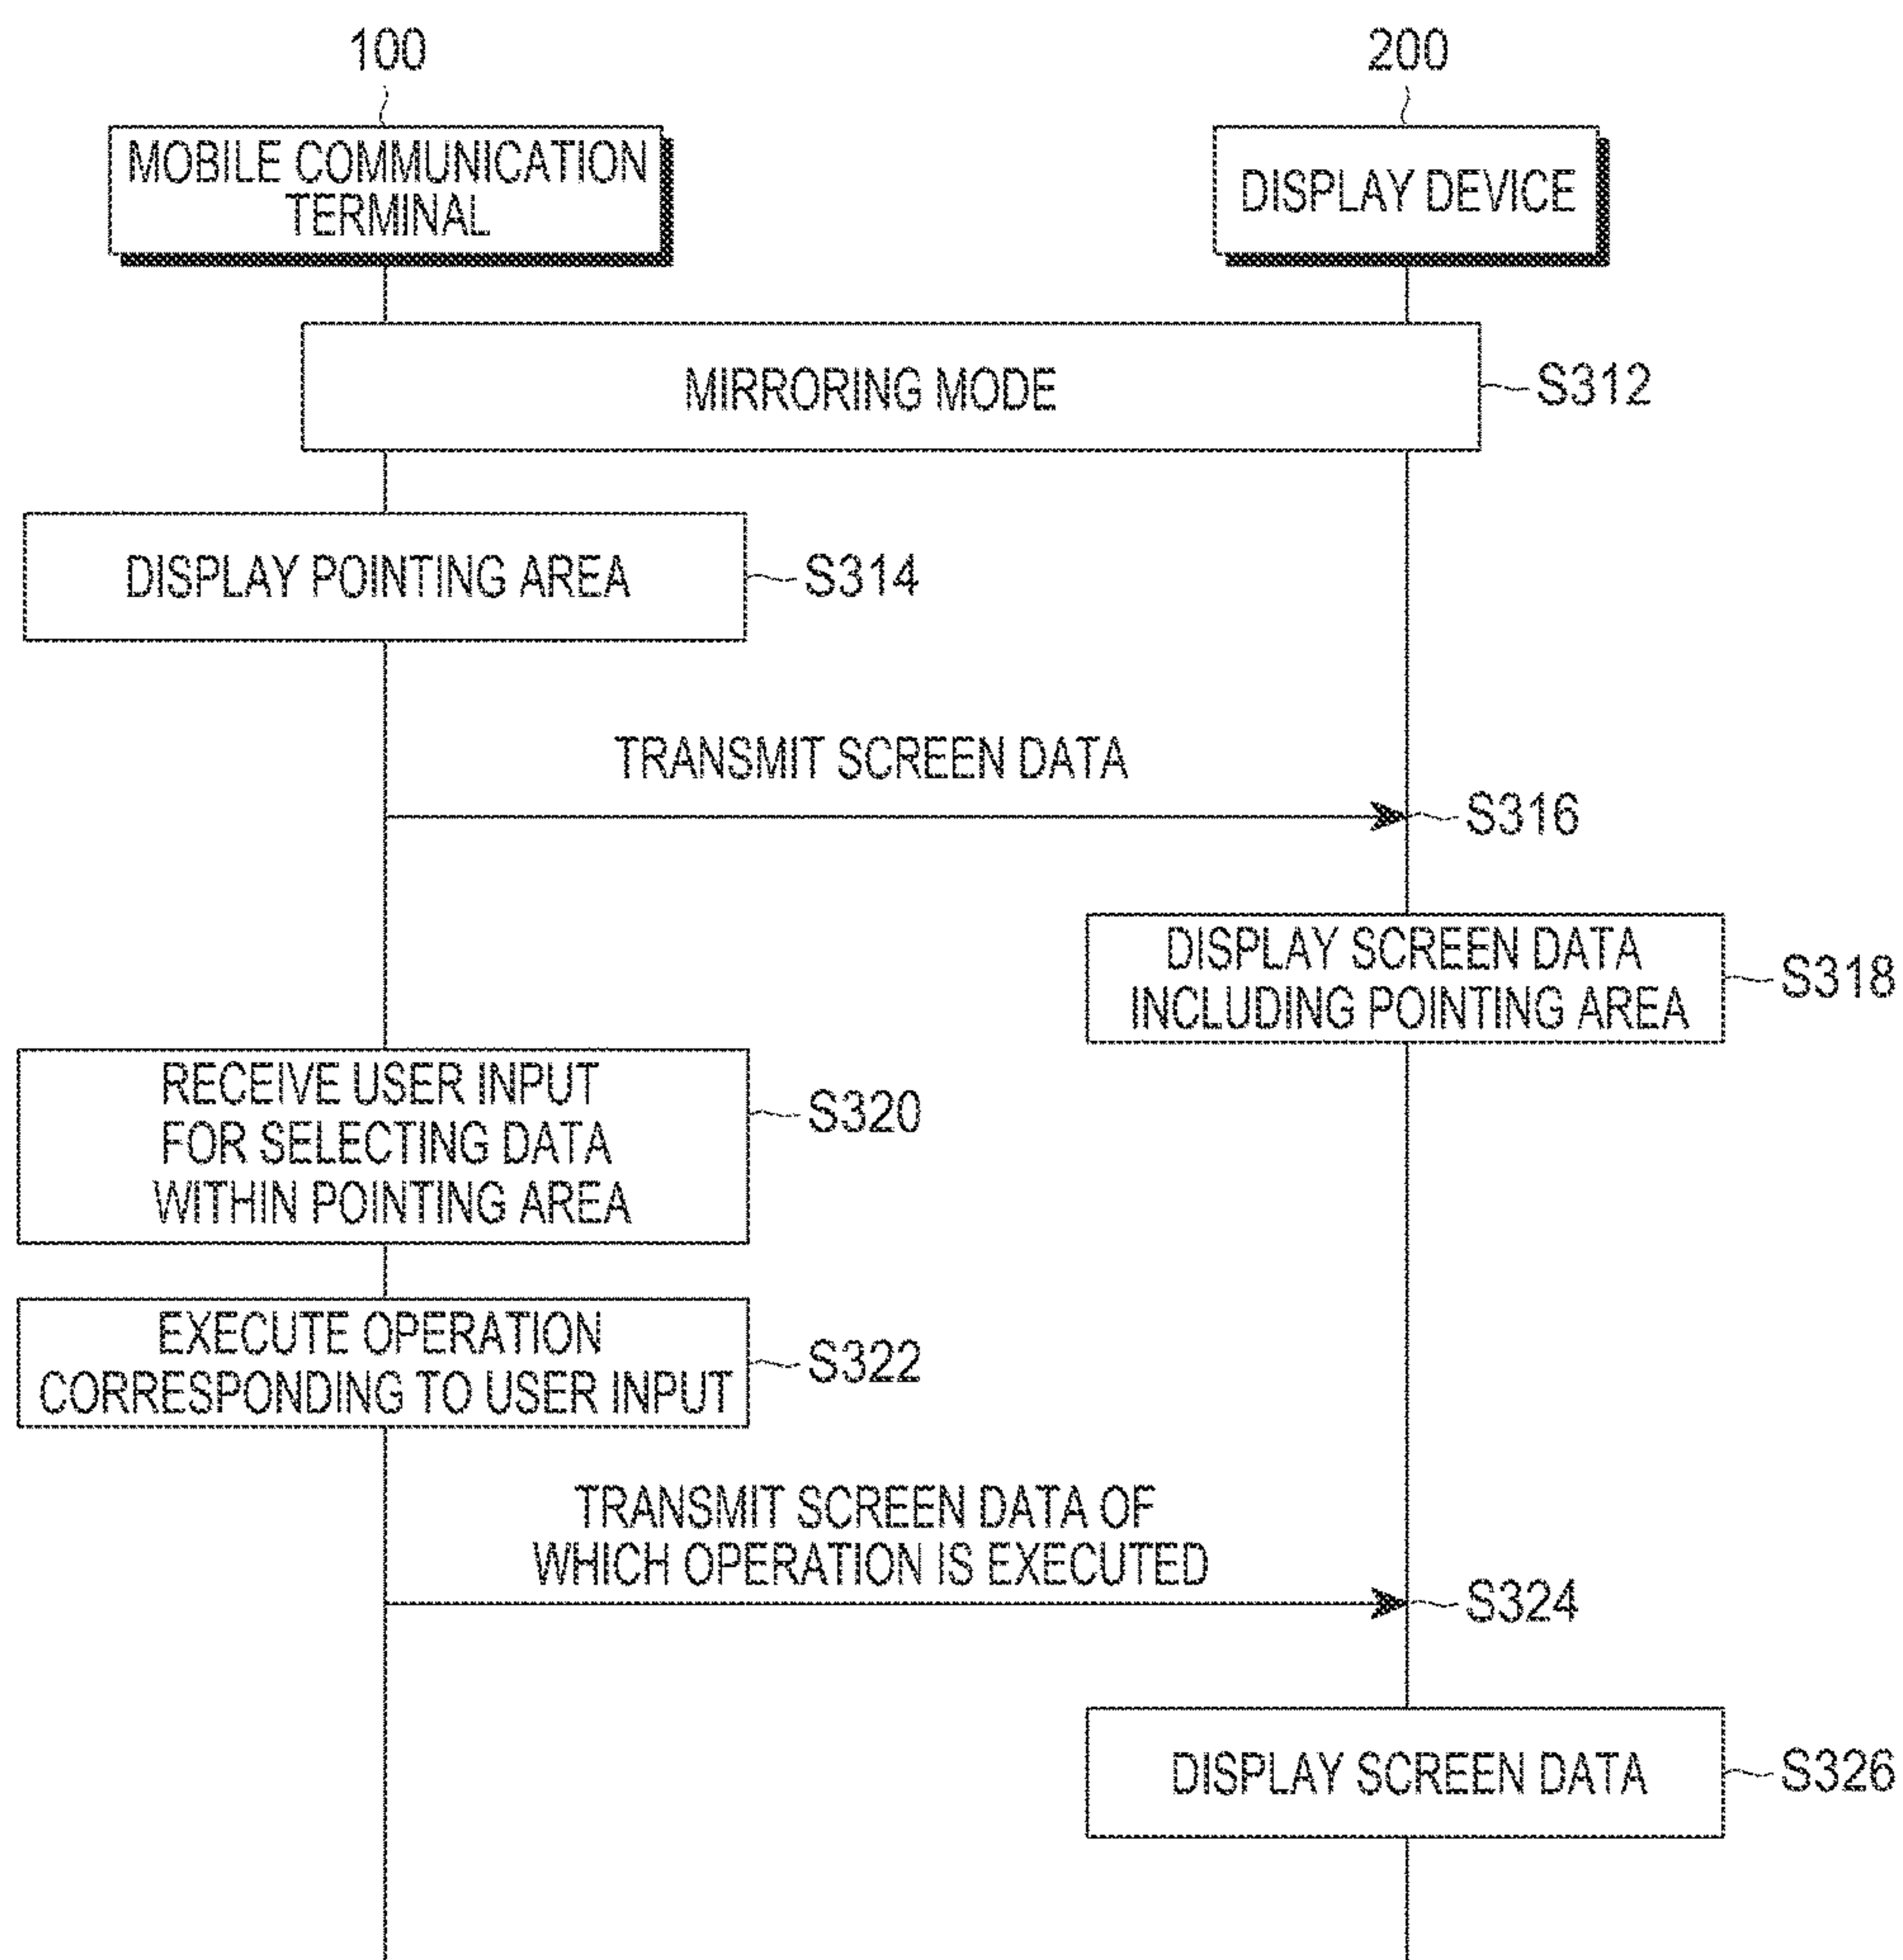 100
200
MOBILE COMMUNICATION
TERMINAL
DISPLAY DEVICE
MIRRORING MODE
S312
DISPLAY POINTING AREA
S314
TRANSMIT SCREEN DATA
S316
DISPLAY SCREEN DATA
INCLUDING POINTING AREA
S318
RECEIVE USER INPUT
FOR SELECTING DATA
WITHIN POINTING AREA
S320
EXECUTE OPERATION
CORRESPONDING TO USER INPUT
S322
TRANSMIT SCREEN DATA OF
WHICH OPERATION IS EXECUTED
S324
DISPLAY SCREEN DATA
S326